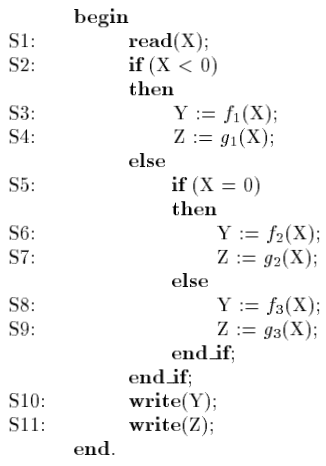 begin
S1: read(X);
S2: if (X < 0)
then
S3: Y := f₁(X);
S4: Z := g₁(X);
else
S5: if (X = 0)
then
S6: Y := f₂(X);
S7: Z := g₂(X);
else
S8: Y := f₃(X);
S9: Z := g₃(X);
end_if;
end_if;
S10: write(Y);
S11: write(Z);
end.